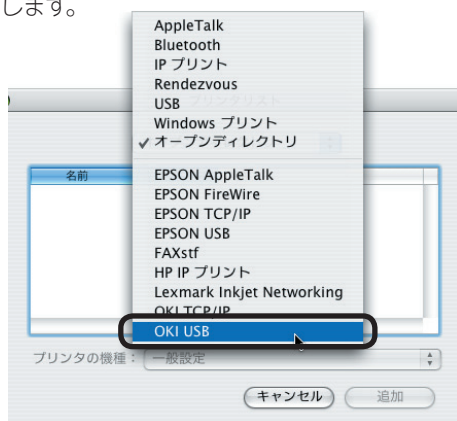 します。
AppleTalk
Bluetooth
IP プリント
Rendezvous
USB
Windows プリント
✓ オープンディレクトリ
EPSON AppleTalk
EPSON FireWire
EPSON TCP/IP
EPSON USB
FAXstf
HP IP プリント
Lexmark Inkjet Networking
OKI TCP/IP
OKI USB
名前
プリンタの機種： 一般設定
キャンセル 追加